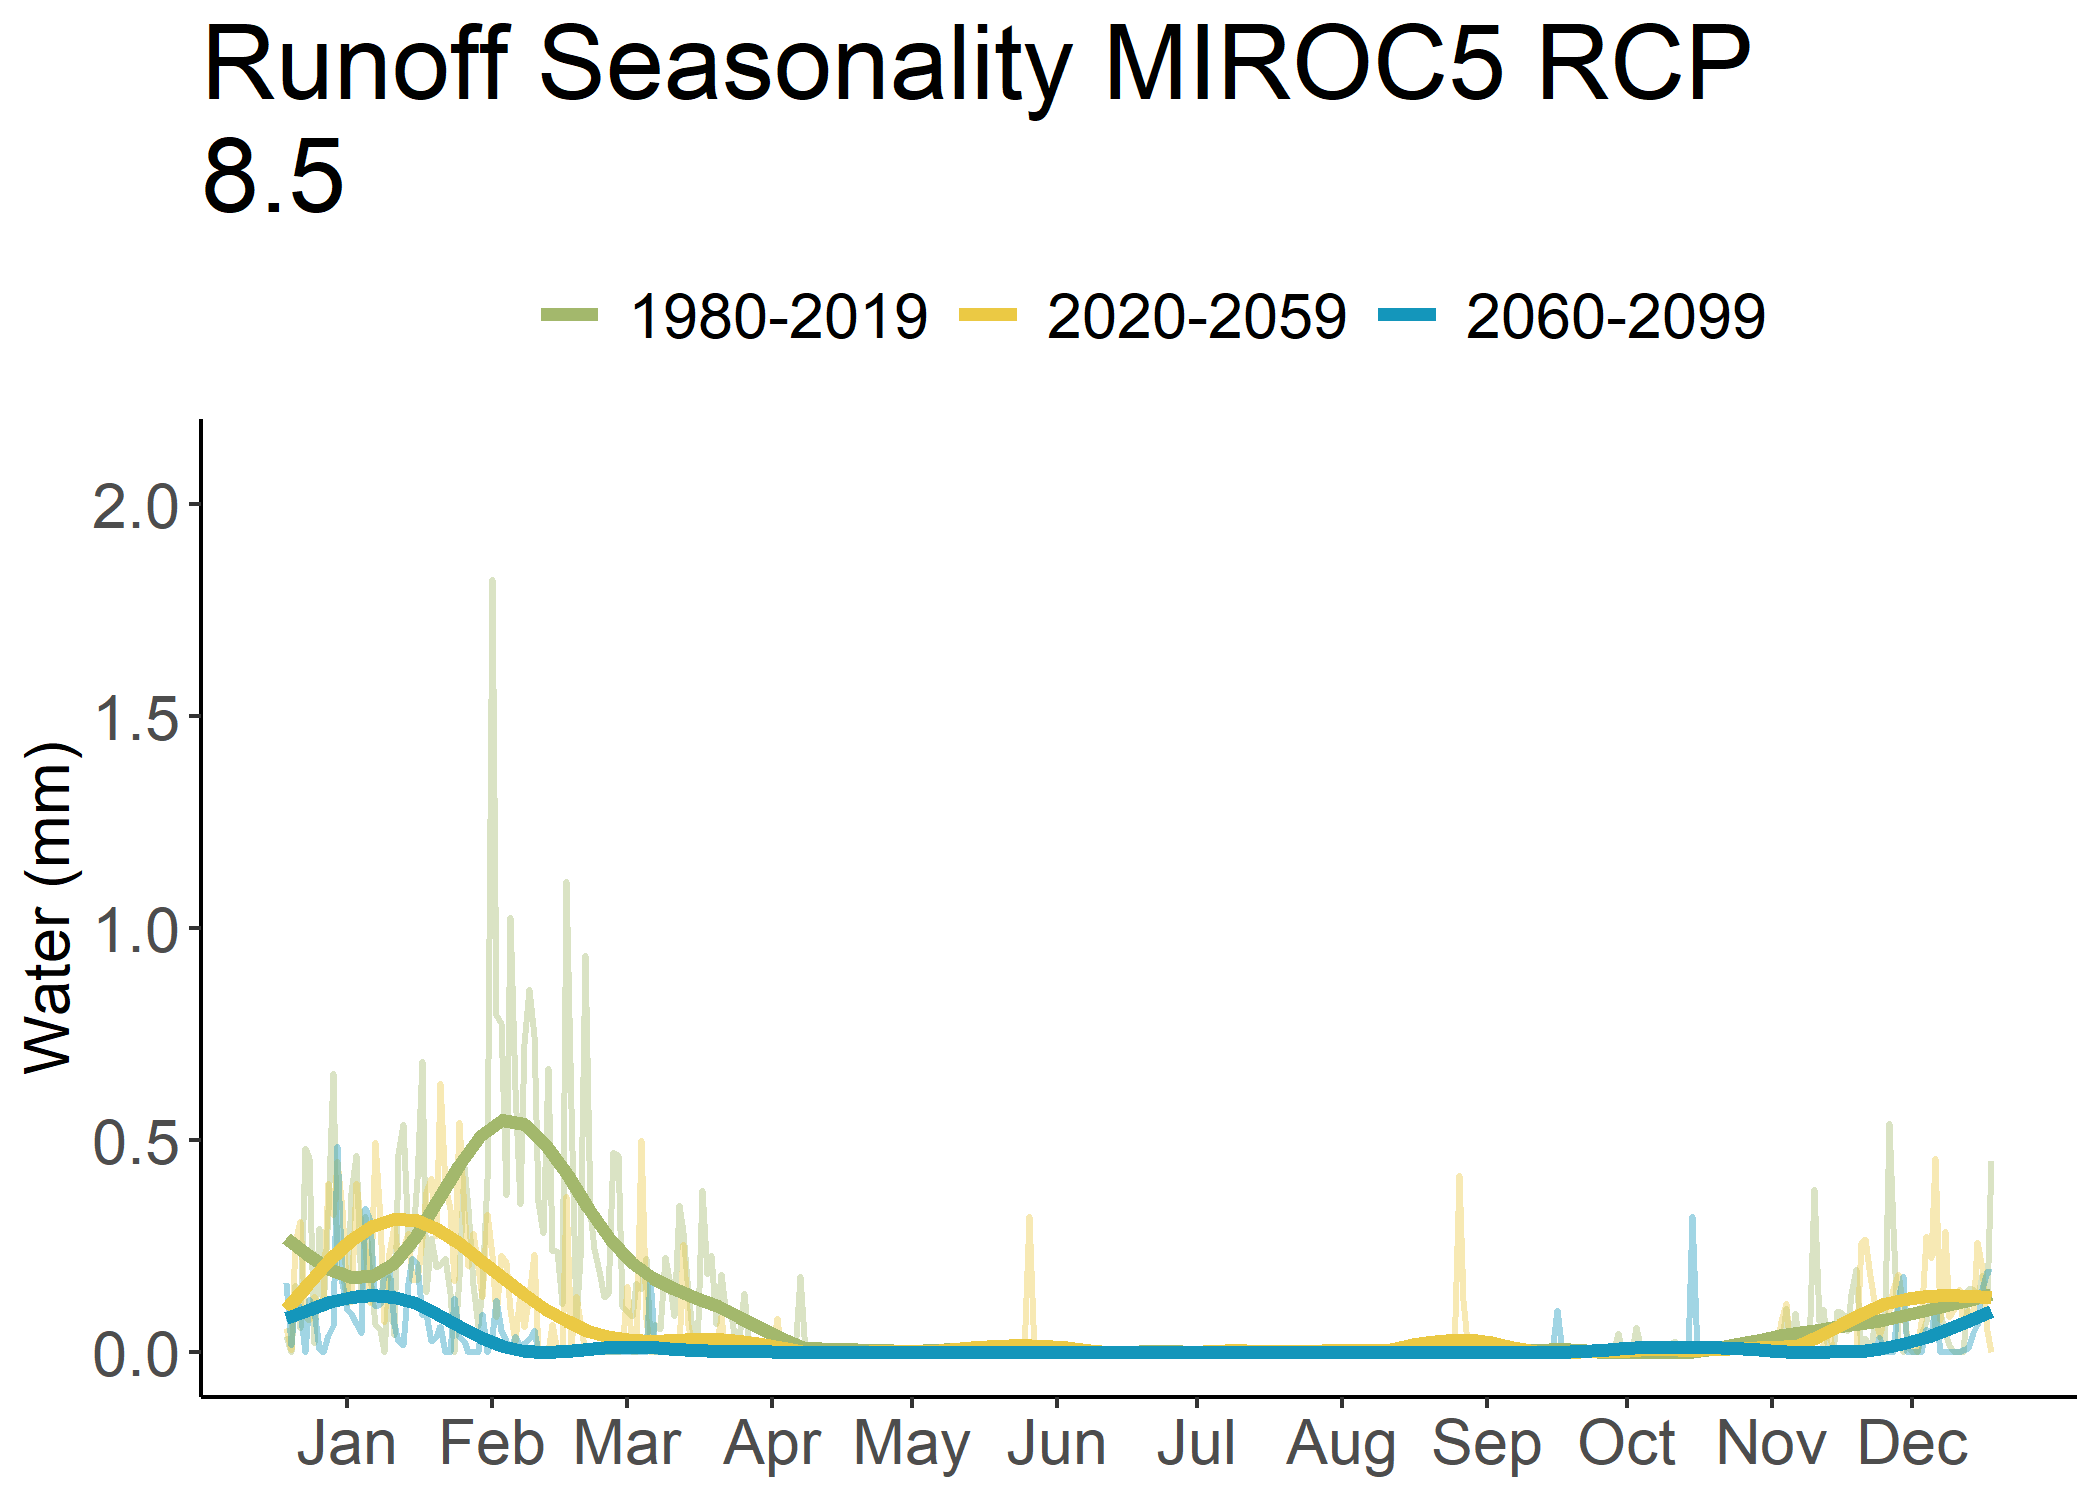 Runoff Seasonality MIROC5 RCP
8.5
1980-2019 2020-2059 2060-2099
Water (mm)
2.0
1.5
1.0
0.5
0.0
Jan Feb Mar Apr May Jun Jul Aug Sep Oct Nov Dec